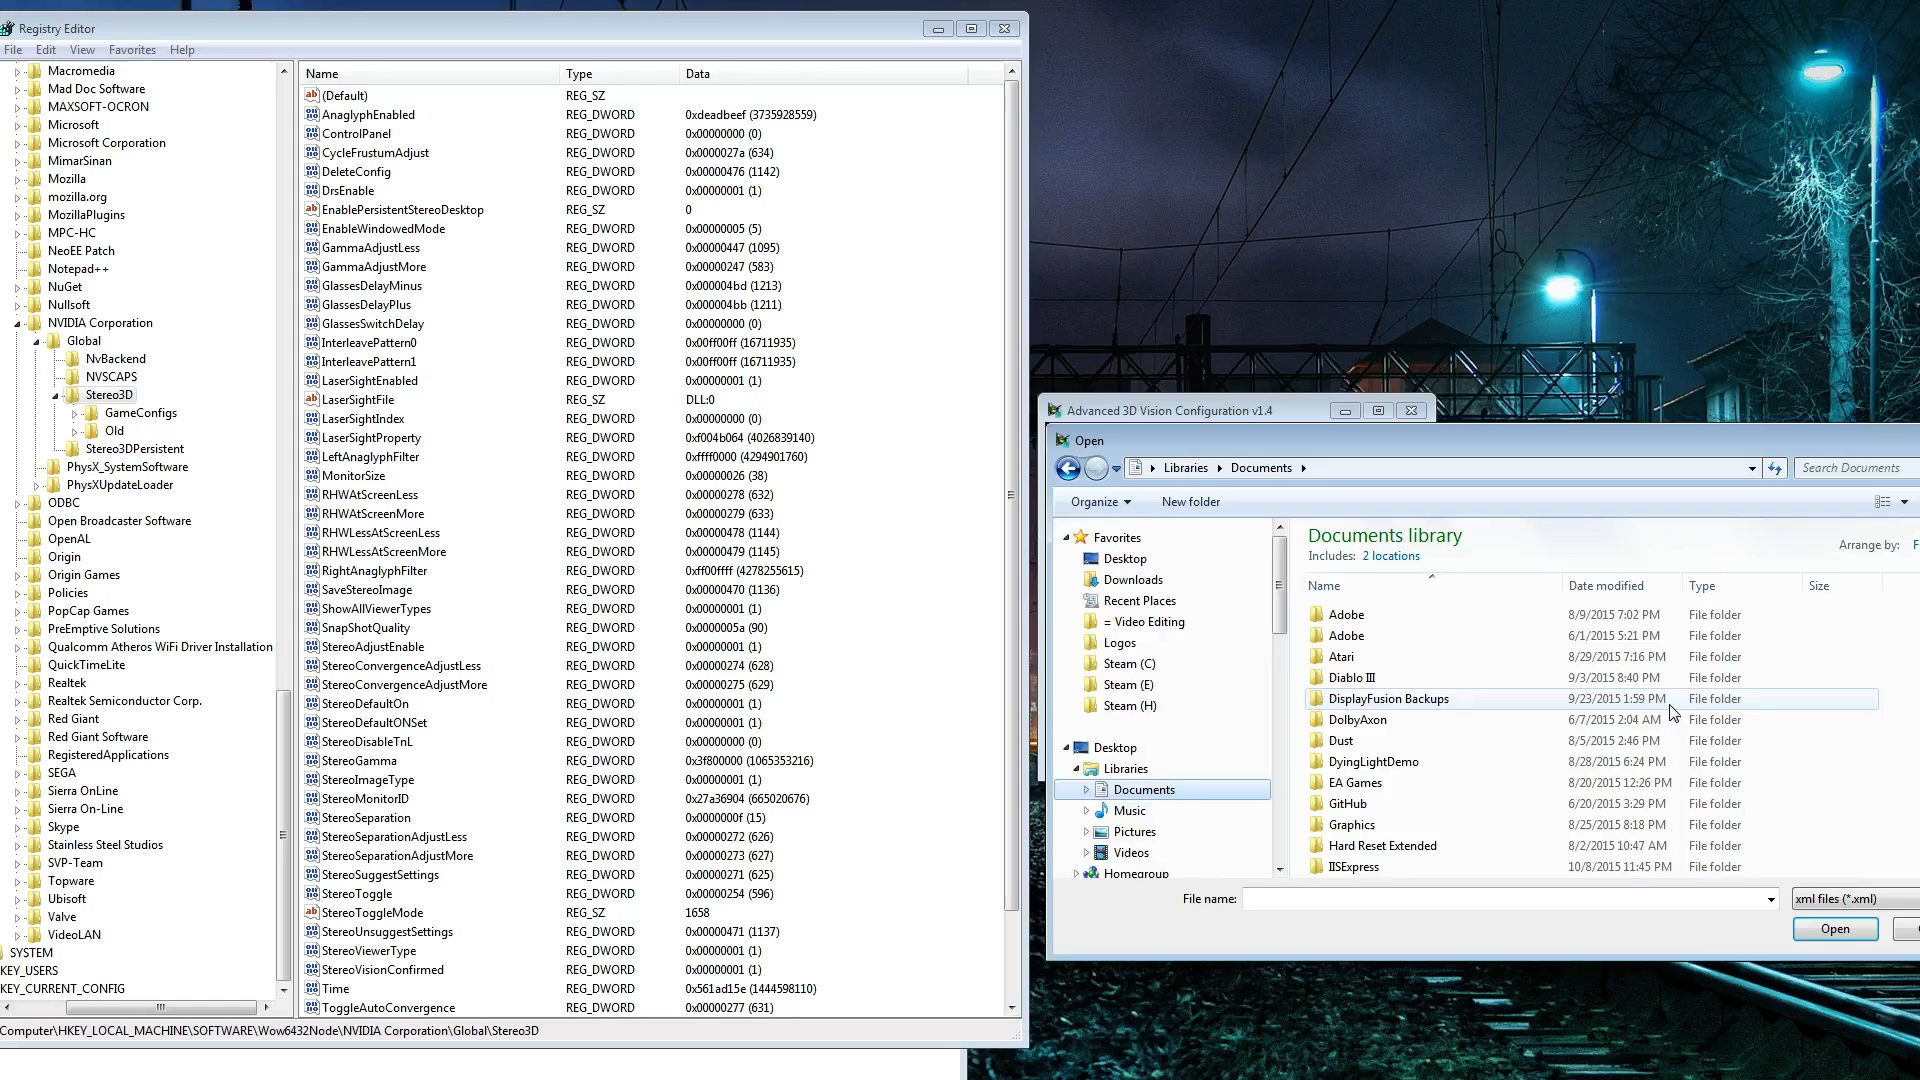 Registry Editor
File Edit View Favorites Help
Macromedia
Mad Doc Software
MAXSOFT-OCRON
Microsoft
Microsoft Corporation
MimarSinan
Mozilla
mozilla.org
MozillaPlugins
MPC-HC
NeoEE Patch
Notepad++
NuGet
Nullsoft
NVIDIA Corporation
Global
NvBackend
NVSCAPS
Stereo3D
GameConfigs
Old
Stereo3DPersistent
PhysX_SystemSoftware
PhysXUpdateLoader
ODBC
Open Broadcaster Software
OpenAL
Origin
Origin Games
Policies
PopCap Games
PreEmptive Solutions
Qualcomm Atheros WiFi Driver Installation
QuickTimeLite
Realtek
Realtek Semiconductor Corp.
Red Giant
Red Giant Software
RegisteredApplications
SEGA
Sierra OnLine
Sierra On-Line
Skype
Stainless Steel Studios
SVP-Team
Topware
Ubisoft
Valve
VideoLAN
SYSTEM
KEY_USERS
KEY_CURRENT_CONFIG
Name Type Data
(Default) REG_SZ
AnaglyphEnabled REG_DWORD 0xdeadbeef (3735928559)
ControlPanel REG_DWORD 0x00000000 (0)
CycleFrustumAdjust REG_DWORD 0x0000027a (634)
DeleteConfig REG_DWORD 0x00000476 (1142)
DrsEnable REG_DWORD 0x00000001 (1)
EnablePersistentStereoDesktop REG_SZ 0
EnableWindowedMode REG_DWORD 0x00000005 (5)
GammaAdjustLess REG_DWORD 0x00000447 (1095)
GammaAdjustMore REG_DWORD 0x00000247 (583)
GlassesDelayMinus REG_DWORD 0x000004bd (1213)
GlassesDelayPlus REG_DWORD 0x000004bb (1211)
GlassesSwitchDelay REG_DWORD 0x00000000 (0)
InterleavePattern0 REG_DWORD 0x00ff00ff (16711935)
InterleavePattern1 REG_DWORD 0x00ff00ff (16711935)
LaserSightEnabled REG_DWORD 0x00000001 (1)
LaserSightFile REG_SZ DLL:0
LaserSightIndex REG_DWORD 0x00000000 (0)
LaserSightProperty REG_DWORD 0xf004b064 (4026839140)
LeftAnaglyphFilter REG_DWORD 0xffff0000 (4294901760)
MonitorSize REG_DWORD 0x00000026 (38)
RHWAtScreenLess REG_DWORD 0x00000278 (632)
RHWAtScreenMore REG_DWORD 0x00000279 (633)
RHWLessAtScreenLess REG_DWORD 0x00000478 (1144)
RHWLessAtScreenMore REG_DWORD 0x00000479 (1145)
RightAnaglyphFilter REG_DWORD 0xff00ffff (4278255615)
SaveStereoImage REG_DWORD 0x00000470 (1136)
ShowAllViewerTypes REG_DWORD 0x00000001 (1)
SnapShotQuality REG_DWORD 0x0000005a (90)
StereoAdjustEnable REG_DWORD 0x00000001 (1)
StereoConvergenceAdjustLess REG_DWORD 0x00000274 (628)
StereoConvergenceAdjustMore REG_DWORD 0x00000275 (629)
StereoDefaultOn REG_DWORD 0x00000001 (1)
StereoDefaultONSet REG_DWORD 0x00000001 (1)
StereoDisableTnL REG_DWORD 0x00000000 (0)
StereoGamma REG_DWORD 0x3f800000 (1065353216)
StereoImageType REG_DWORD 0x00000001 (1)
StereoMonitorID REG_DWORD 0x27a36904 (665020676)
StereoSeparation REG_DWORD 0x0000000f (15)
StereoSeparationAdjustLess REG_DWORD 0x00000272 (626)
StereoSeparationAdjustMore REG_DWORD 0x00000273 (627)
StereoSuggestSettings REG_DWORD 0x00000271 (625)
StereoToggle REG_DWORD 0x00000254 (596)
StereoToggleMode REG_SZ 1658
StereoUnsuggestSettings REG_DWORD 0x00000471 (1137)
StereoViewerType REG_DWORD 0x00000001 (1)
StereoVisionConfirmed REG_DWORD 0x00000001 (1)
Time REG_DWORD 0x561ad15e (1444598110)
ToggleAutoConvergence REG_DWORD 0x00000277 (631)
Computer\HKEY_LOCAL_MACHINE\SOFTWARE\Wow6432Node\NVIDIA Corporation\Global\Stereo3D
Advanced 3D Vision Configuration v1.4
Open
Libraries Documents
Search Documents
Organize New folder
Favorites
Desktop
Downloads
Recent Places
= Video Editing
Logos
Steam (C)
Steam (E)
Steam (H)
Desktop
Libraries
Documents
Music
Pictures
Videos
Homegroup
Documents library
Includes: 2 locations
Arrange by: F
Name Date modified Type Size
Adobe 8/9/2015 7:02 PM File folder
Adobe 6/1/2015 5:21 PM File folder
Atari 8/29/2015 7:16 PM File folder
Diablo III 9/3/2015 8:40 PM File folder
DisplayFusion Backups 9/23/2015 1:59 PM File folder
DolbyAxon 6/7/2015 2:04 AM File folder
Dust 8/5/2015 2:46 PM File folder
DyingLightDemo 8/28/2015 6:24 PM File folder
EA Games 8/20/2015 12:26 PM File folder
GitHub 6/20/2015 3:29 PM File folder
Graphics 8/25/2015 8:18 PM File folder
Hard Reset Extended 8/2/2015 10:47 AM File folder
IISExpress 10/8/2015 11:45 PM File folder
File name:
xml files (*.xml)
Open